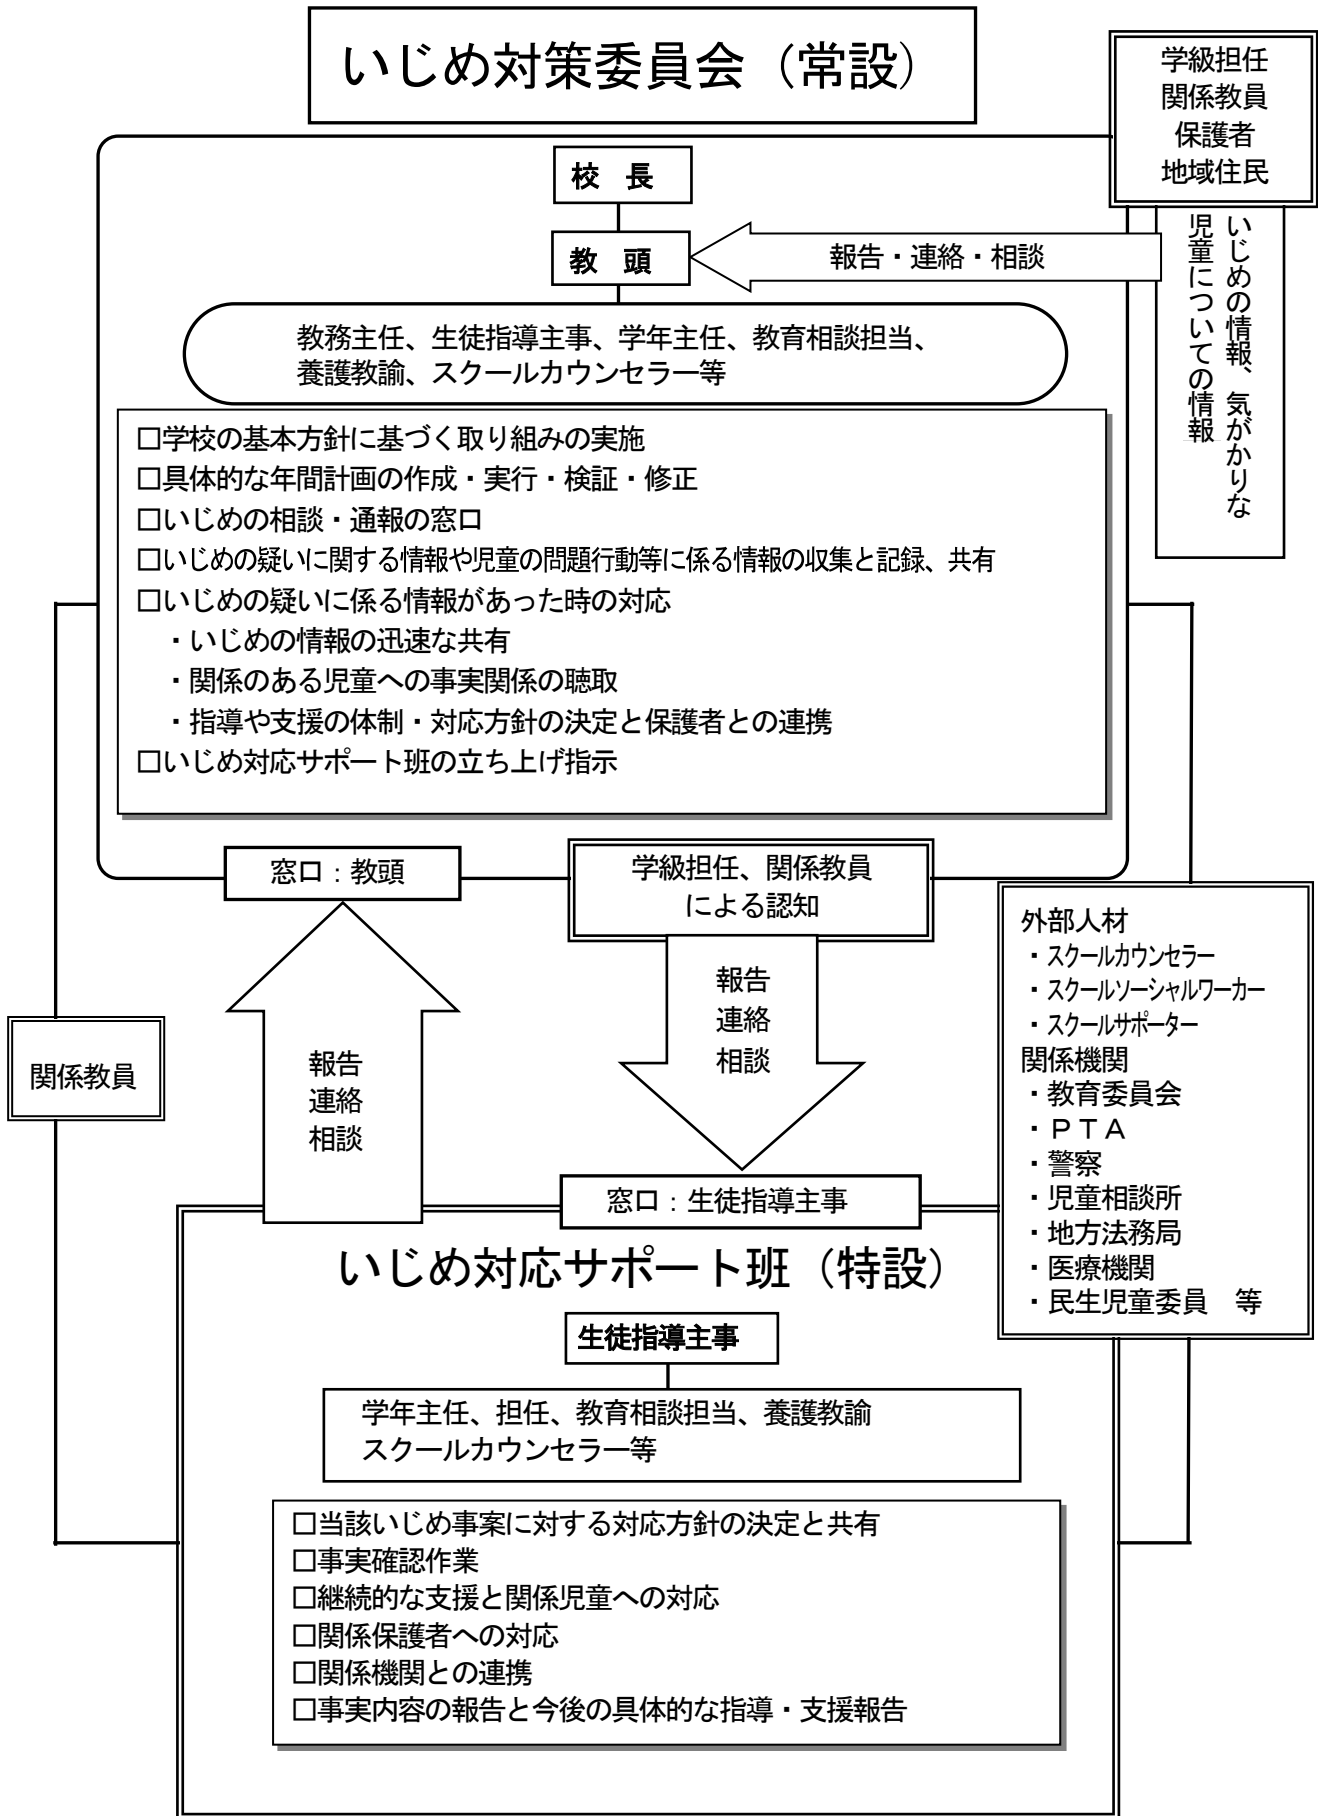 いじめ対策委員会（常設）
学級担任
関係教員
保護者
地域住民
校　長
教　頭
報告・連絡・相談
いじめの情報、気がかりな
児童についての情報
教務主任、生徒指導主事、学年主任、教育相談担当、
養護教諭、スクールカウンセラー等
□学校の基本方針に基づく取り組みの実施
□具体的な年間計画の作成・実行・検証・修正
□いじめの相談・通報の窓口
□いじめの疑いに関する情報や児童の問題行動等に係る情報の収集と記録、共有
□いじめの疑いに係る情報があった時の対応
・いじめの情報の迅速な共有
・関係のある児童への事実関係の聴取
・指導や支援の体制・対応方針の決定と保護者との連携
□いじめ対応サポート班の立ち上げ指示
窓口：教頭
学級担任、関係教員
による認知
報告
連絡
相談
報告
連絡
相談
関係教員
外部人材
・スクールカウンセラー
・スクールソーシャルワーカー
・スクールサポーター
関係機関
・教育委員会
・ＰＴＡ
・警察
・児童相談所
・地方法務局
・医療機関
・民生児童委員　等
窓口：生徒指導主事
いじめ対応サポート班（特設）
生徒指導主事
学年主任、担任、教育相談担当、養護教諭
スクールカウンセラー等
□当該いじめ事案に対する対応方針の決定と共有
□事実確認作業
□継続的な支援と関係児童への対応
□関係保護者への対応
□関係機関との連携
□事実内容の報告と今後の具体的な指導・支援報告